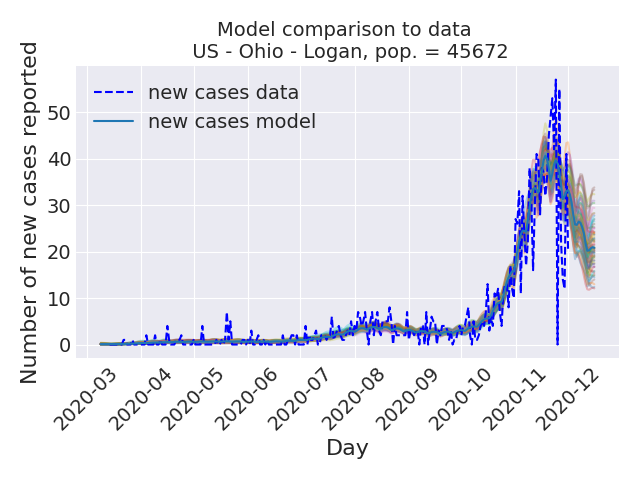 Model comparison to data
US - Ohio - Logan, pop. = 45672
new cases data
new cases model
Number of new cases reported
50
40
30
20
10
0
2020-03
2020-04
2020-05
2020-06
2020-07
2020-08
2020-09
2020-10
2020-11
2020-12
Day